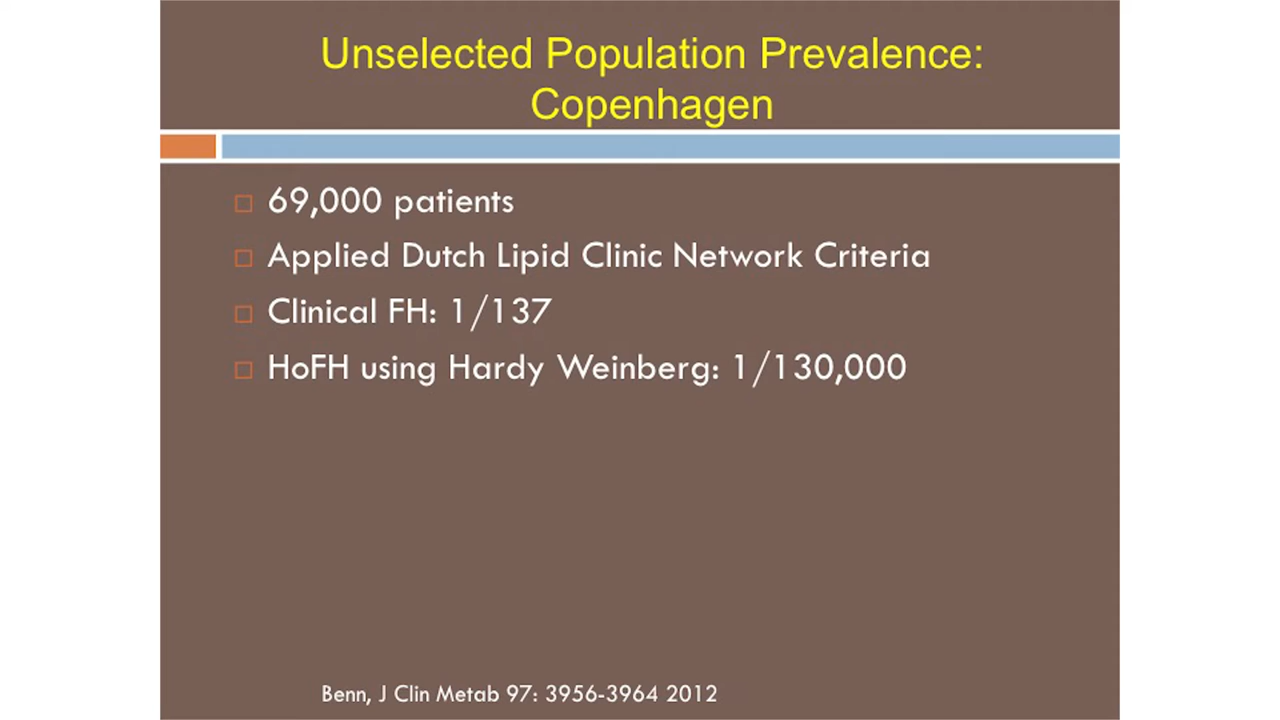 Unselected Population Prevalence:
Copenhagen
69,000 patients
Applied Dutch Lipid Clinic Network Criteria
Clinical FH: 1/137
HoFH using Hardy Weinberg: 1/130,000
Benn, J Clin Metab 97: 3956-3964 2012